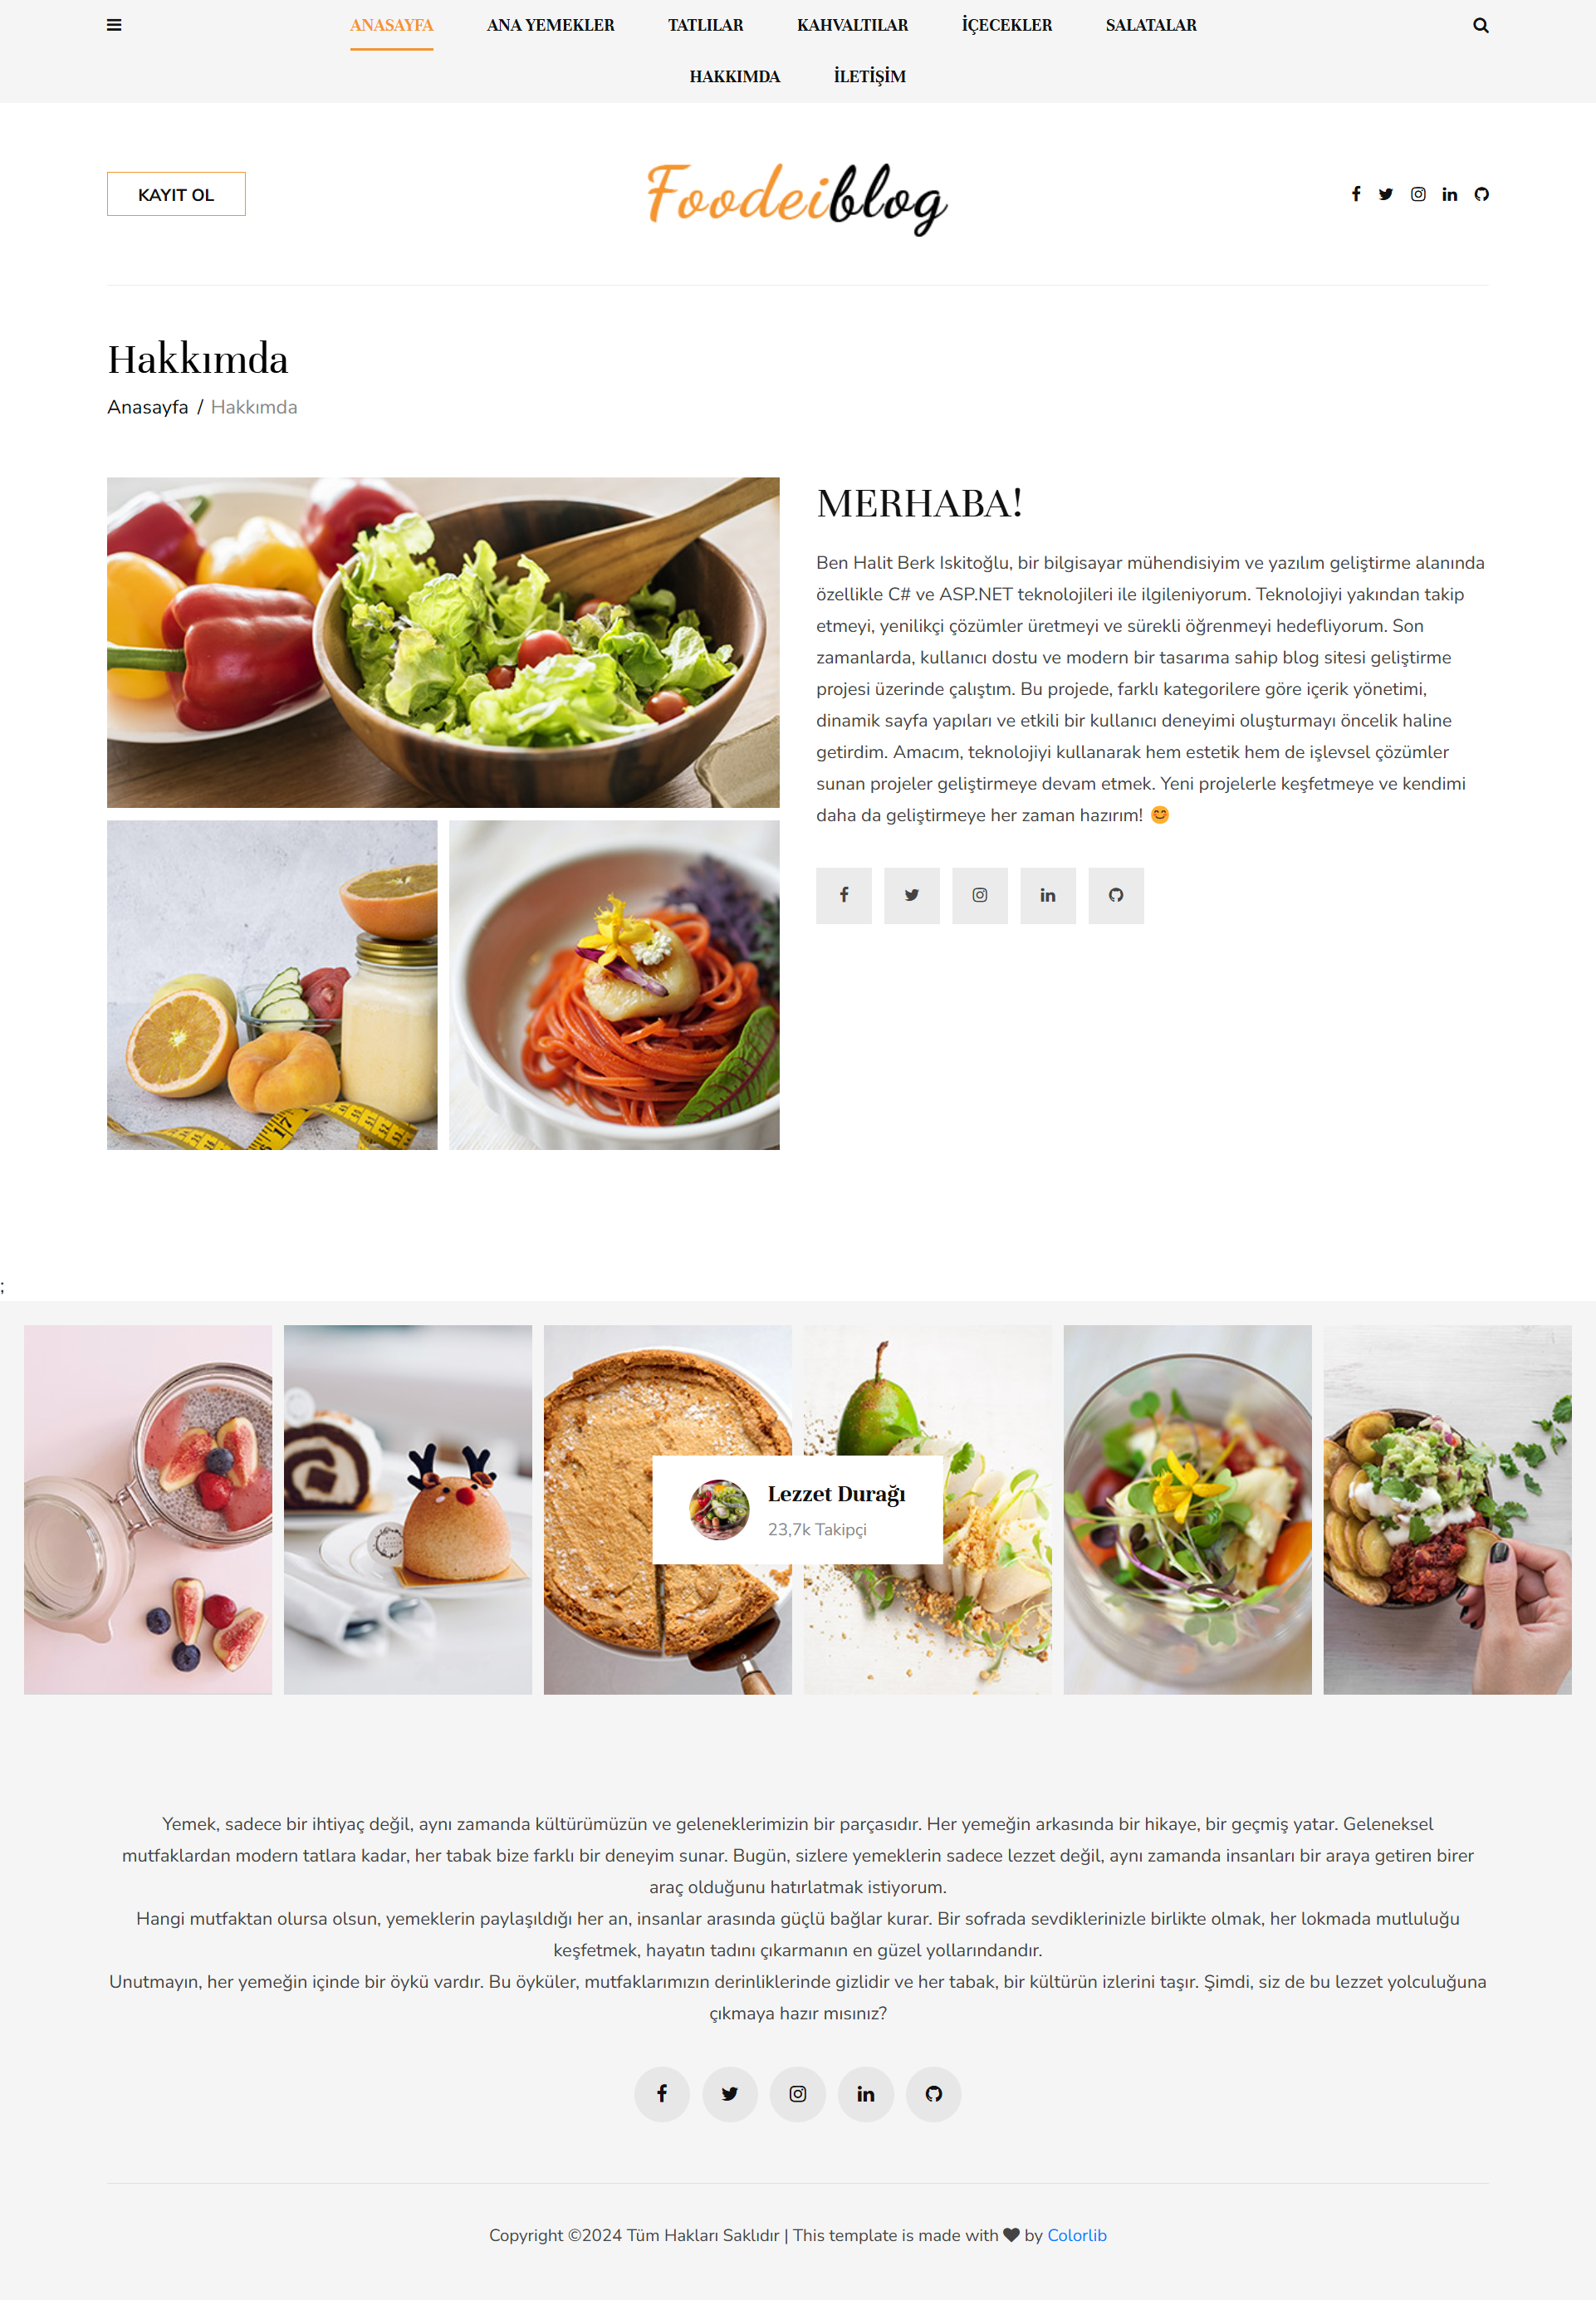 ANASAYFA ANA YEMEKLER TATLILAR KAHVALTILAR İÇECEKLER SALATALAR
HAKKIMDA İLETİŞİM
KAYIT OL
Foodeiblog
Hakkımda
Anasayfa / Hakkımda
MERHABA!
Ben Halit Berk Iskitoğlu, bir bilgisayar mühendisiyim ve yazılım geliştirme alanında
özellikle C# ve ASP.NET teknolojileri ile ilgileniyorum. Teknolojiyi yakından takip
etmeyi, yenilikçi çözümler üretmeyi ve sürekli öğrenmeyi hedefliyorum. Son
zamanlarda, kullanıcı dostu ve modern bir tasarıma sahip blog sitesi geliştirme
projesi üzerinde çalıştım. Bu projede, farklı kategorilere göre içerik yönetimi,
dinamik sayfa yapıları ve etkili bir kullanıcı deneyimi oluşturmayı öncelik haline
getirdim. Amacım, teknolojiyi kullanarak hem estetik hem de işlevsel çözümler
sunan projeler geliştirmeye devam etmek. Yeni projelerle keşfetmeye ve kendimi
daha da geliştirmeye her zaman hazırım! 😊
17
;
Lezzet Durağı
23,7k Takipçi
Yemek, sadece bir ihtiyaç değil, aynı zamanda kültürümüzün ve geleneklerimizin bir parçasıdır. Her yemeğin arkasında bir hikaye, bir geçmiş yatar. Geleneksel
mutfaklardan modern tatlara kadar, her tabak bize farklı bir deneyim sunar. Bugün, sizlere yemeklerin sadece lezzet değil, aynı zamanda insanları bir araya getiren birer
araç olduğunu hatırlatmak istiyorum.
Hangi mutfaktan olursa olsun, yemeklerin paylaşıldığı her an, insanlar arasında güçlü bağlar kurar. Bir sofrada sevdiklerinizle birlikte olmak, her lokmada mutluluğu
keşfetmek, hayatın tadını çıkarmanın en güzel yollarındandır.
Unutmayın, her yemeğin içinde bir öykü vardır. Bu öyküler, mutfaklarımızın derinliklerinde gizlidir ve her tabak, bir kültürün izlerini taşır. Şimdi, siz de bu lezzet yolculuğuna
çıkmaya hazır mısınız?
Copyright ©2024 Tüm Hakları Saklıdır | This template is made with ♥ by Colorlib